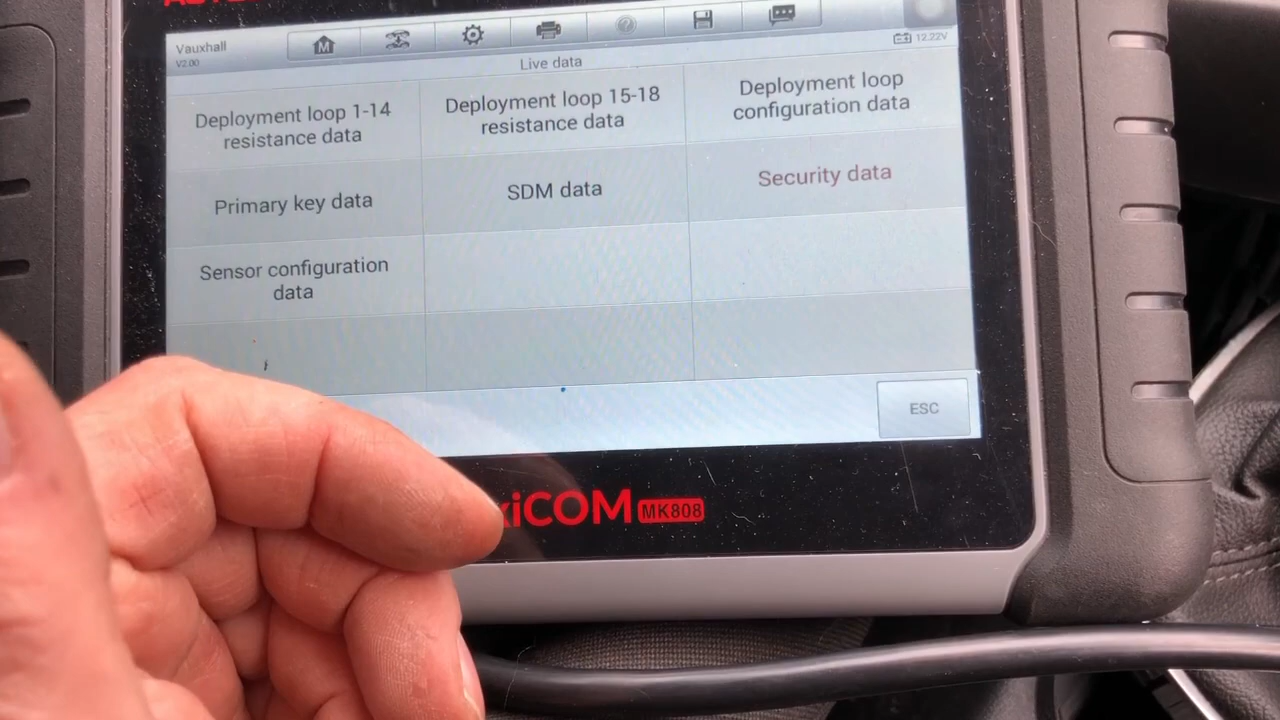 Vauxhall
V2.00
M
12.22V
Live data
Deployment loop 1-14
resistance data
Deployment loop 15-18
resistance data
Deployment loop
configuration data
Primary key data
SDM data
Security data
Sensor configuration
data
ESC
iCOM MK808